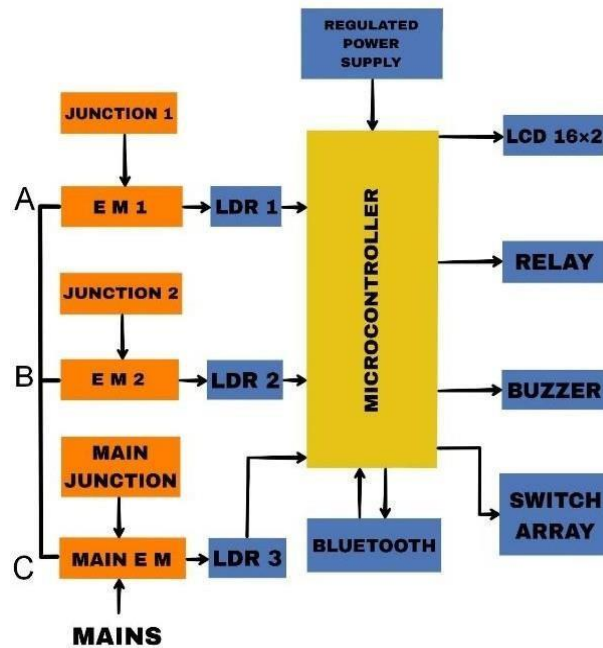 REGULATED
POWER
SUPPLY
JUNCTION 1
LCD 16×2
A
E M 1
LDR 1
MICROCONTROLLER
RELAY
JUNCTION 2
B
E M 2
LDR 2
BUZZER
MAIN
JUNCTION
SWITCH
ARRAY
C
MAIN E M
LDR 3
BLUETOOTH
MAINS